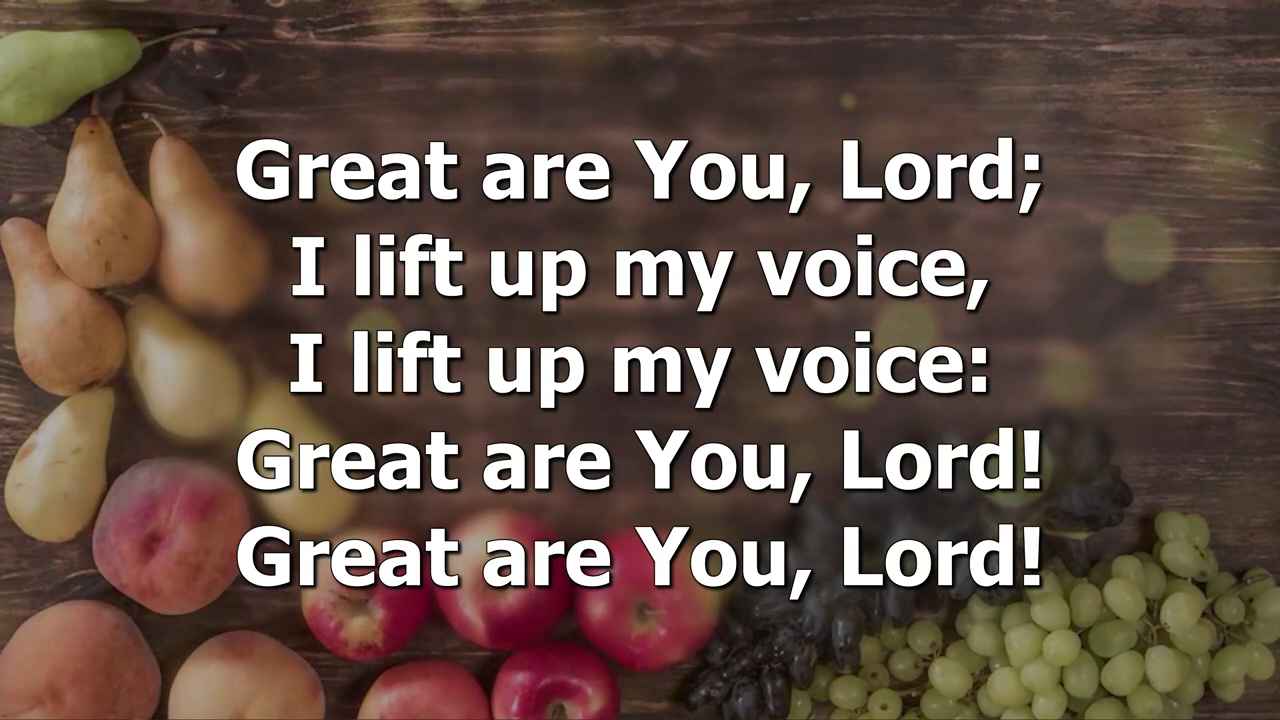 Great are You, Lord;
I lift up my voice,
I lift up my voice:
Great are You, Lord!
Great are You, Lord!